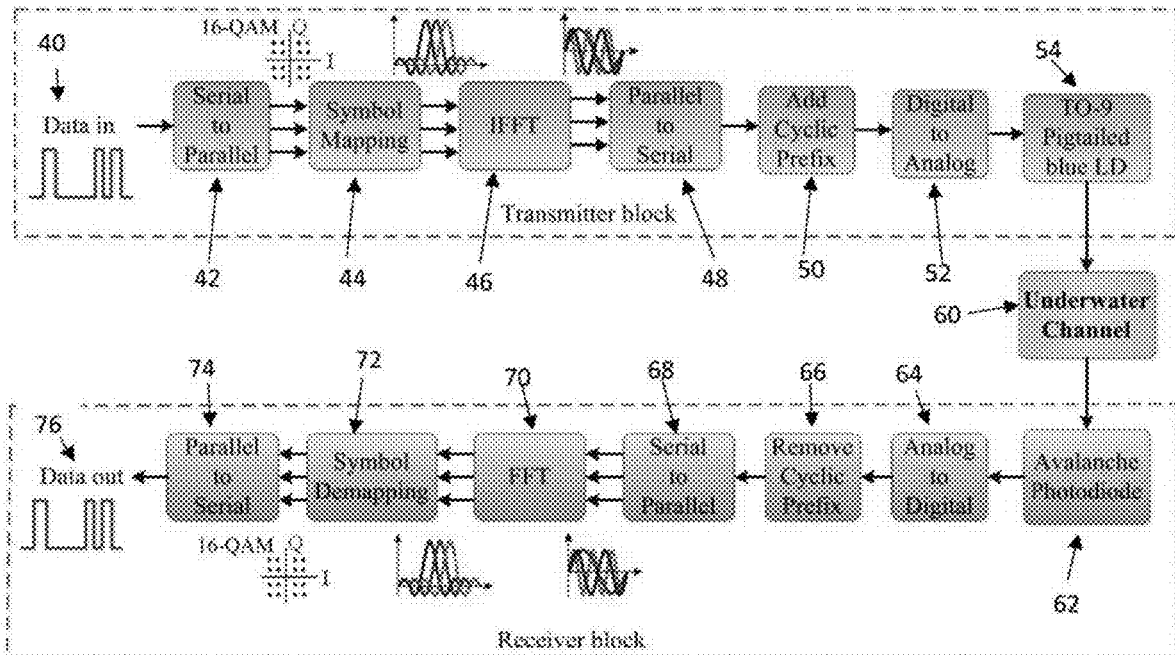 16-QAM
Q
I
40
54
Data in
Serial
to
Parallel
Symbol
Mapping
IFFT
Parallel
to
Serial
Add
Cyclic
Prefix
Digital
to
Analog
TO-9
Pigtailed
blue LD
Transmitter block
42
44
46
48
50
52
60
Underwater
Channel
74
72
70
68
66
64
76
Data out
Parallel
to
Serial
Symbol
Demapping
FFT
Serial
to
Parallel
Remove
Cyclic
Prefix
Analog
to
Digital
Avalanche
Photodiode
16-QAM
Q
I
62
Receiver block